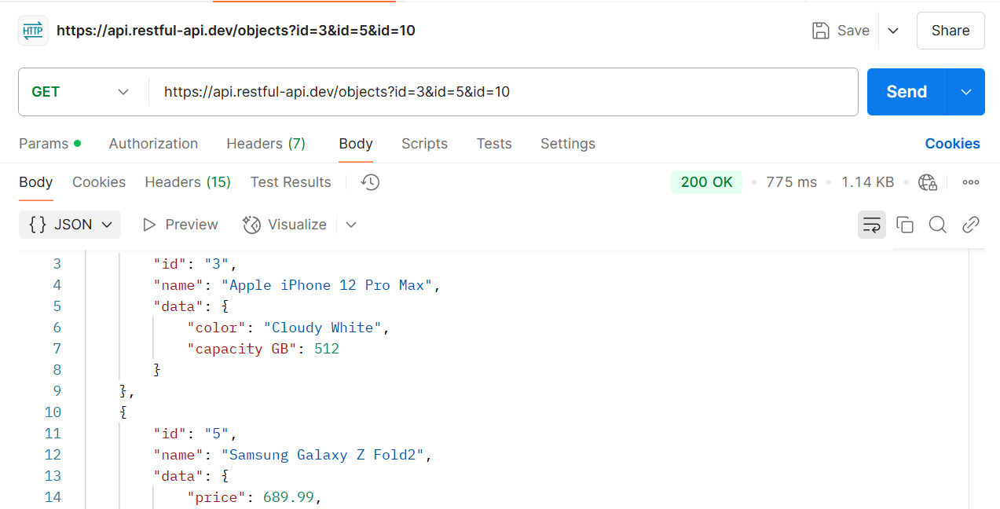 HTTP https://api.restful-api.dev/objects?id=3&id=5&id=10 Save Share
GET https://api.restful-api.dev/objects?id=3&id=5&id=10 Send
Params Authorization Headers (7) Body Scripts Tests Settings Cookies
Body Cookies Headers (15) Test Results 200 OK 775 ms 1.14 KB
{} JSON Preview Visualize
3 "id": "3",
4 "name": "Apple iPhone 12 Pro Max",
5 "data": {
6 "color": "Cloudy White",
7 "capacity GB": 512
8 }
9 },
10 {
11 "id": "5",
12 "name": "Samsung Galaxy Z Fold2",
13 "data": {
14 "price": 689.99,